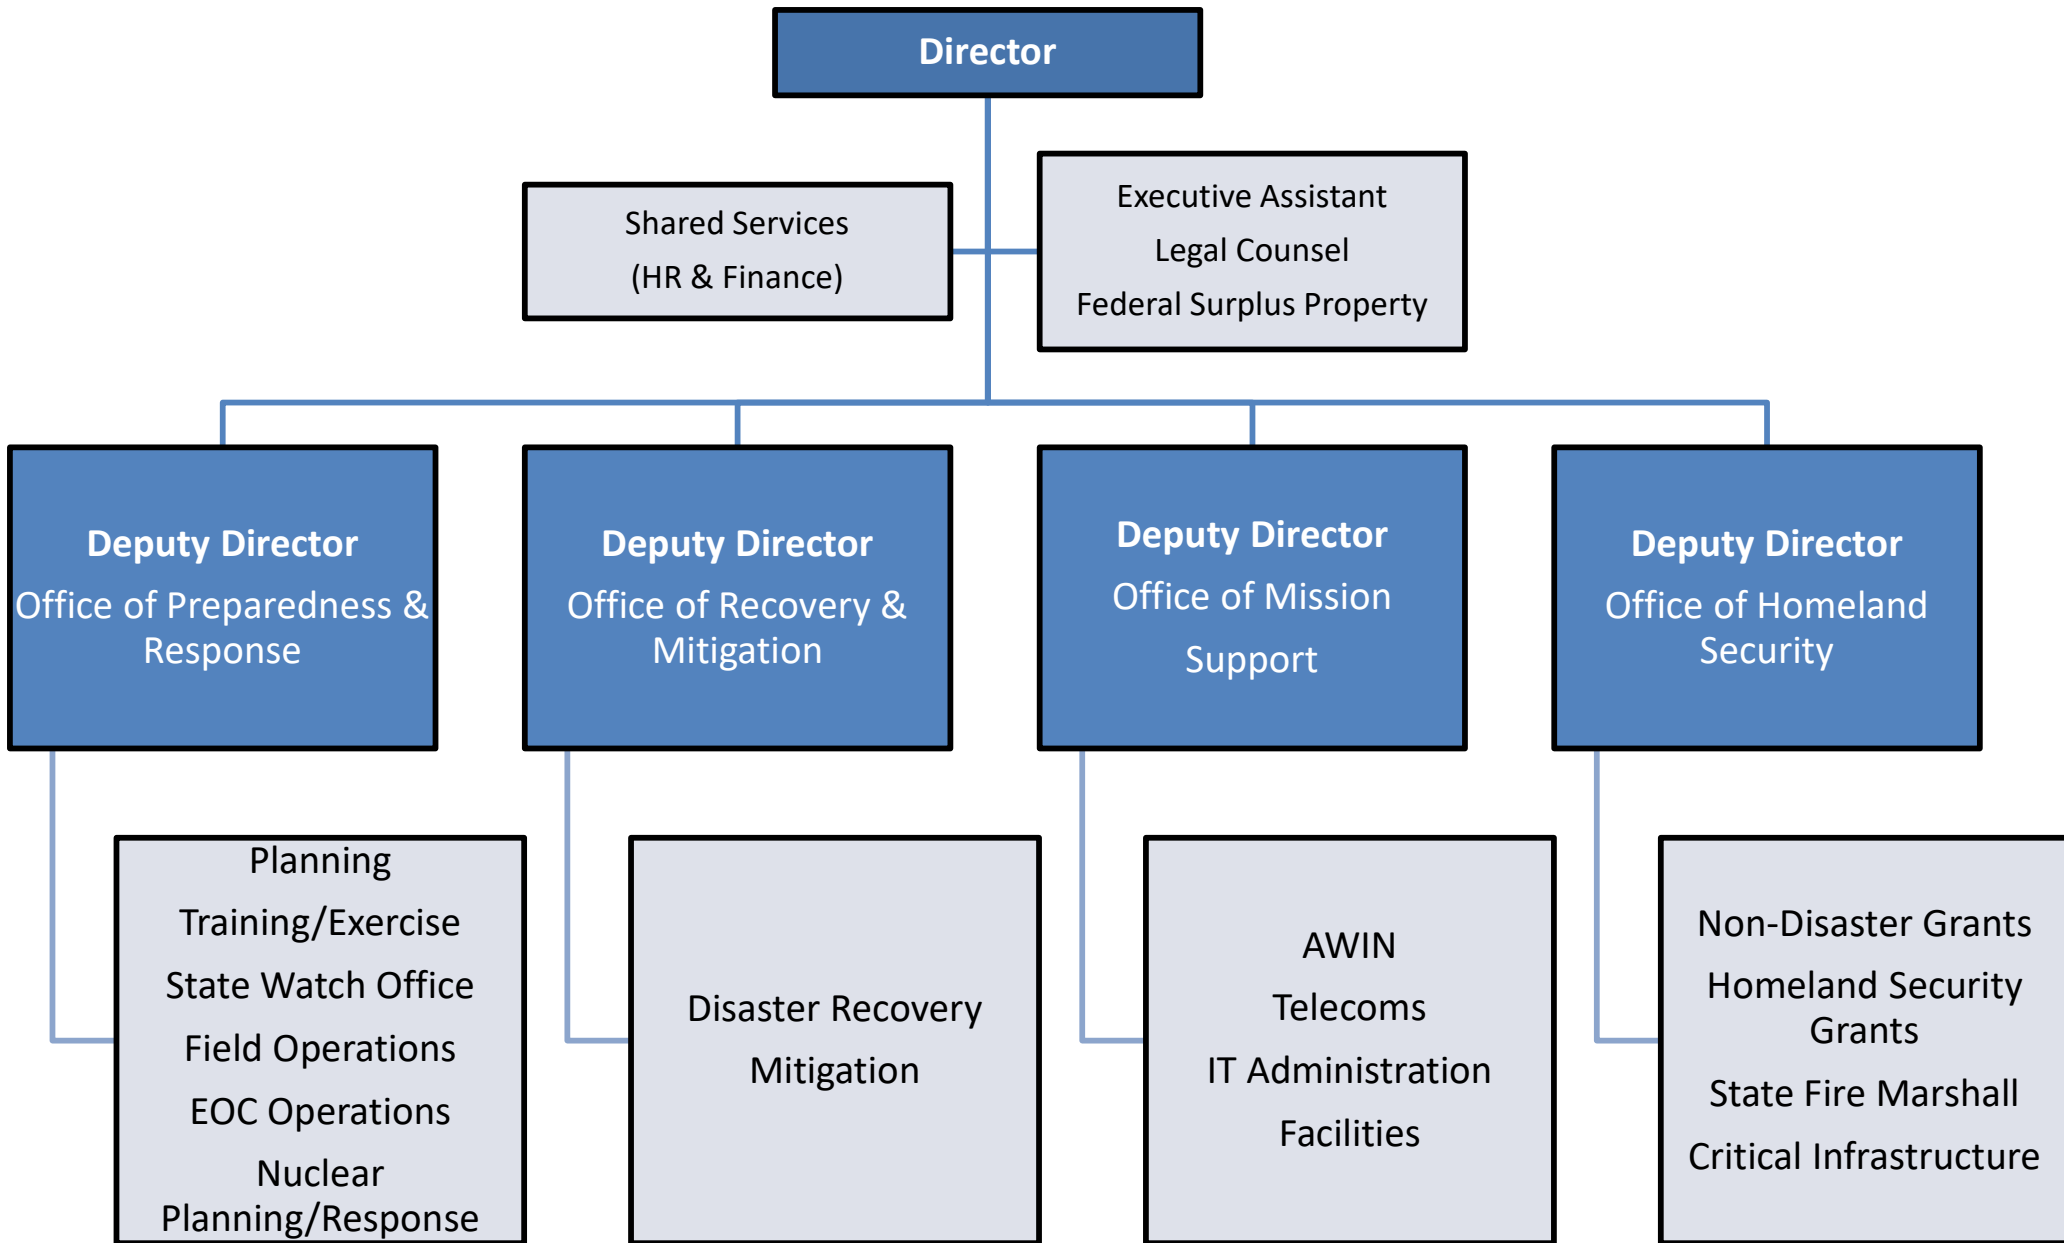 Director
Shared Services
(HR & Finance)
Executive Assistant
Legal Counsel
Federal Surplus Property
Deputy Director
Office of Preparedness &
Response
Deputy Director
Office of Recovery &
Mitigation
Deputy Director
Office of Mission
Support
Deputy Director
Office of Homeland
Security
Planning
Training/Exercise
State Watch Office
Field Operations
EOC Operations
Nuclear
Planning/Response
Disaster Recovery
Mitigation
AWIN
Telecoms
IT Administration
Facilities
Non-Disaster Grants
Homeland Security
Grants
State Fire Marshall
Critical Infrastructure